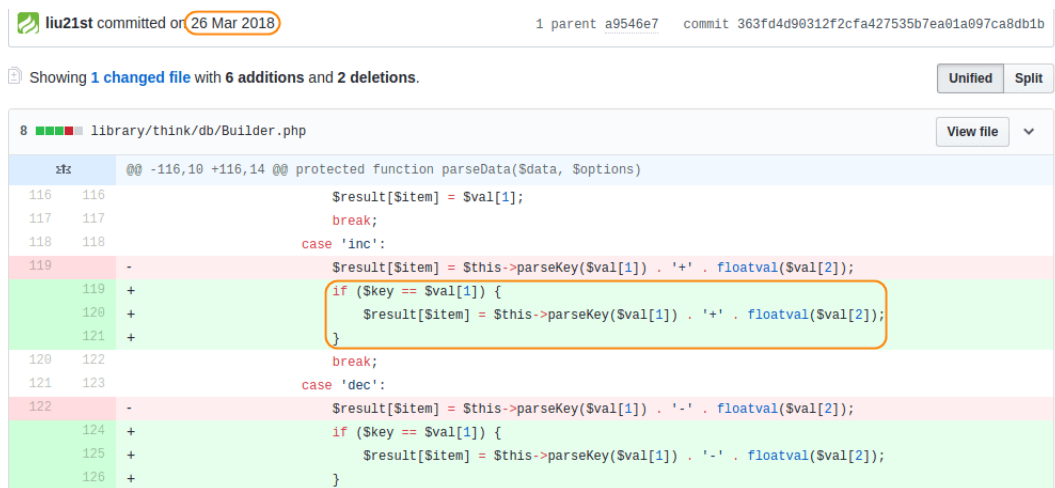 liu21st committed on 26 Mar 2018 1 parent a9546e7 commit 363fd4d90312f2cfa427535b7ea01a097ca8db1b
Showing 1 changed file with 6 additions and 2 deletions. Unified Split
8 library/think/db/Builder.php View file
@@ -116,10 +116,14 @@ protected function parseData($data, $options)
116 116 $result[$item] = $val[1];
117 117 break;
118 118 case 'inc':
119 - $result[$item] = $this->parseKey($val[1]) . '+' . floatval($val[2]);
119 + if ($key == $val[1]) {
120 + $result[$item] = $this->parseKey($val[1]) . '+' . floatval($val[2]);
121 + }
120 122 break;
121 123 case 'dec':
122 - $result[$item] = $this->parseKey($val[1]) . '-' . floatval($val[2]);
124 + if ($key == $val[1]) {
125 + $result[$item] = $this->parseKey($val[1]) . '-' . floatval($val[2]);
126 + }